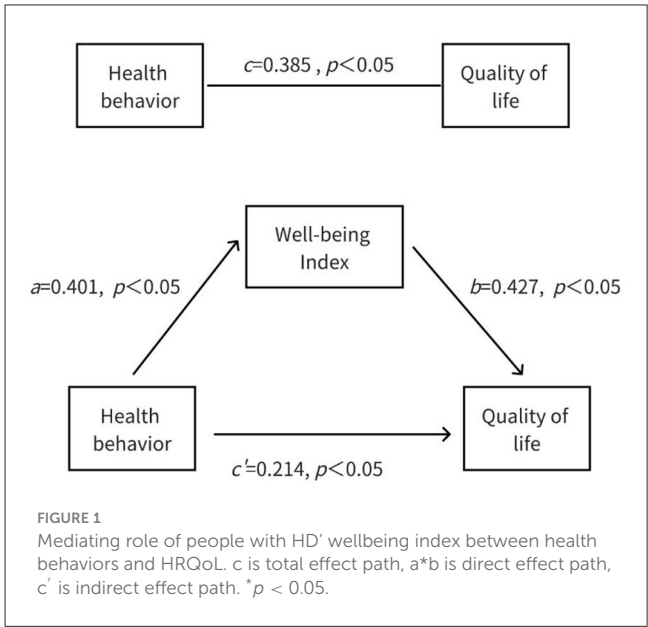 Health
behavior
c=0.385 , p<0.05
Quality of
life
Well-being
Index
a=0.401, p<0.05
b=0.427, p<0.05
Health
behavior
Quality of
life
c'=0.214, p<0.05
FIGURE 1
Mediating role of people with HD' wellbeing index between health
behaviors and HRQoL. c is total effect path, a*b is direct effect path,
c′ is indirect effect path. *p < 0.05.